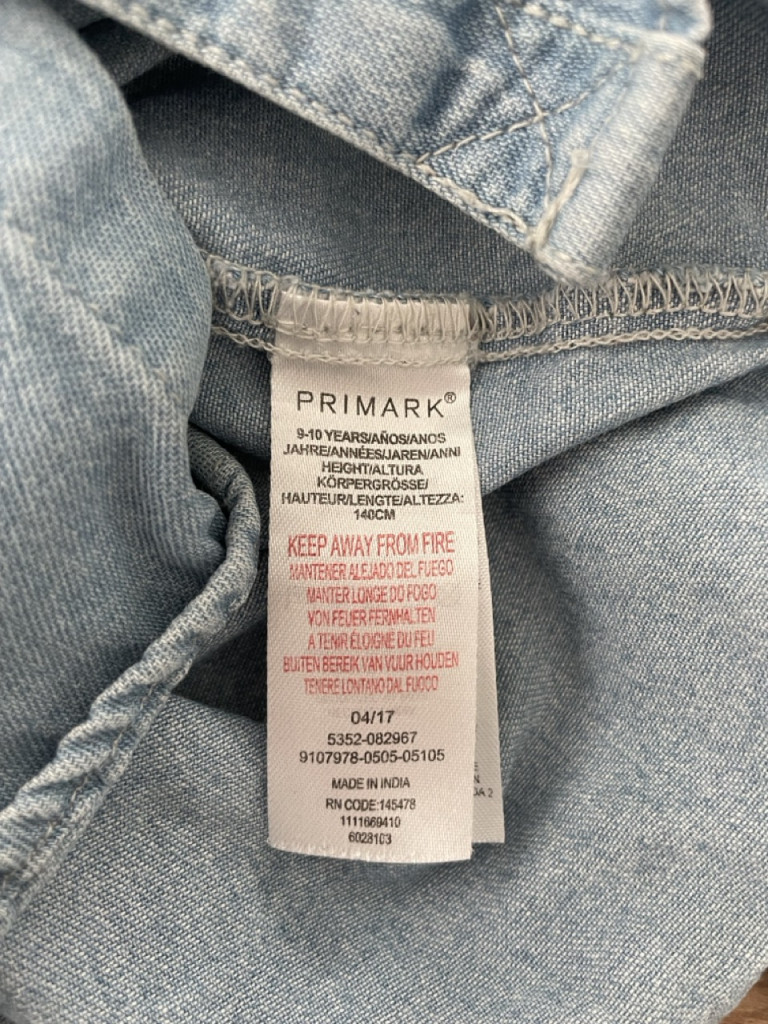 PRIMARK®
9-10 YEARS/AÑOS/ANOS
JAHRE/ANNÉES/JAREN/ANNI
HEIGHT/ALTURA
KÖRPERGRÖSSE/
HAUTEUR/LENGTE/ALTEZZA:
140CM
KEEP AWAY FROM FIRE
MANTENER ALEJADO DEL FUEGO
MANTER LONGE DO FOGO
VON FEUER FERNHALTEN
A TENIR ÉLOIGNE DU FEU
BUITEN BEREIK VAN VUUR HOUDEN
TENERE LONTANO DAL FUOCO
04/17
5352-082967
9107978-0505-05105
MADE IN INDIA
RN CODE:145478
1111669410
6028103